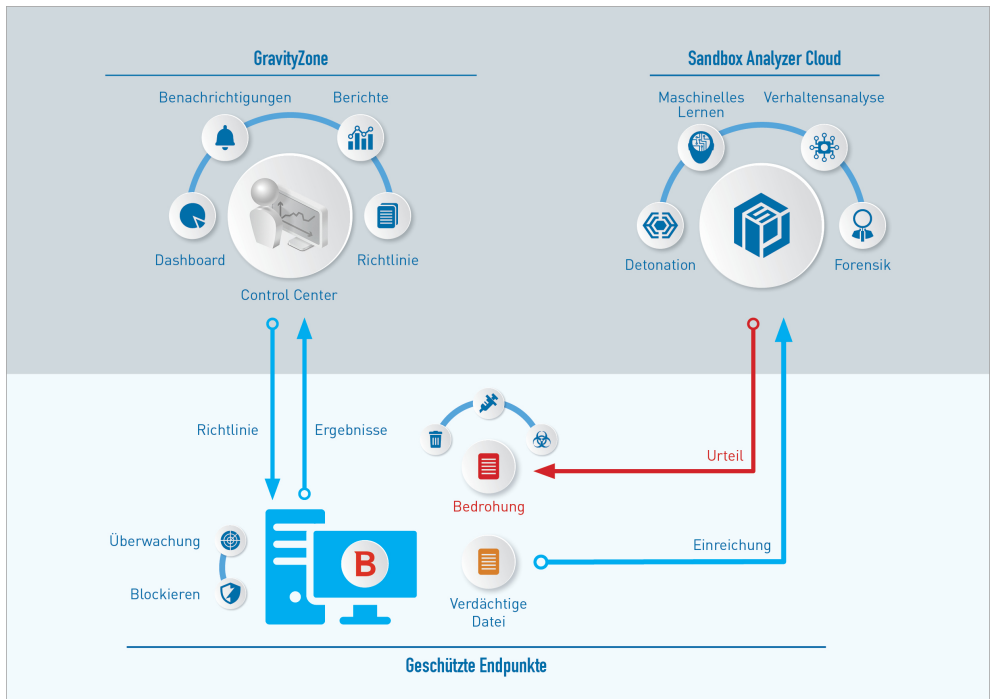 GravityZone
Sandbox Analyzer Cloud
Benachrichtigungen
Berichte
Maschinelles
Lernen
Verhaltensanalyse
Dashboard
Richtlinie
Detonation
Forensik
Control Center
Richtlinie
Ergebnisse
Urteil
Bedrohung
Überwachung
Blockieren
B
Einreichung
Verdächtige
Datei
Geschützte Endpunkte